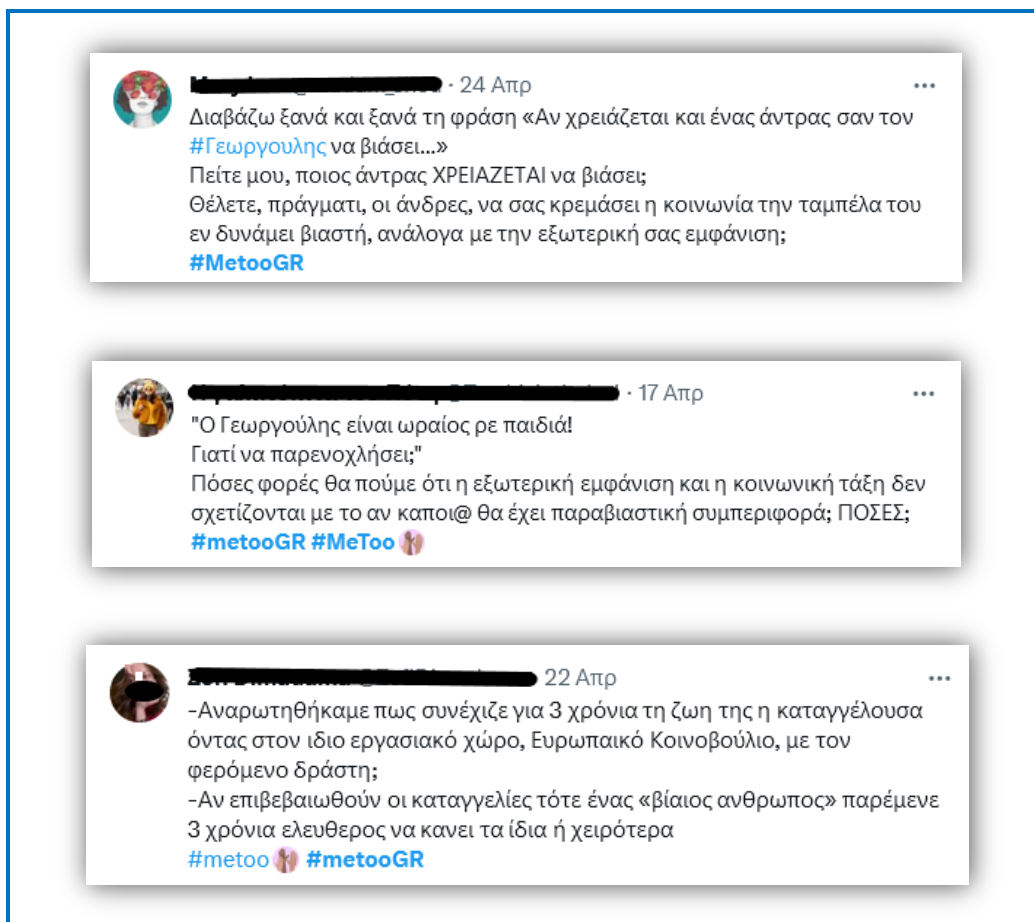 · 24 Απρ
Διαβάζω ξανά και ξανά τη φράση «Αν χρειάζεται και ένας άντρας σαν τον
#Γεωργουλης να βιάσει...»
Πείτε μου, ποιος άντρας ΧΡΕΙΑΖΕΤΑΙ να βιάσει;
Θέλετε, πράγματι, οι άνδρες, να σας κρεμάσει η κοινωνία την ταμπέλα του
εν δυνάμει βιαστή, ανάλογα με την εξωτερική σας εμφάνιση;
#MetooGR
· 17 Απρ
"Ο Γεωργούλης είναι ωραίος ρε παιδιά!
Γιατί να παρενοχλήσει;"
Πόσες φορές θα πούμε ότι η εξωτερική εμφάνιση και η κοινωνική τάξη δεν
σχετίζονται με το αν καποι@ θα έχει παραβιαστική συμπεριφορά; ΠΟΣΕΣ;
#metooGR #MeToo
22 Απρ
-Αναρωτηθήκαμε πως συνέχιζε για 3 χρόνια τη ζωη της η καταγγέλουσα
όντας στον ιδιο εργασιακό χώρο, Ευρωπαικό Κοινοβούλιο, με τον
φερόμενο δράστη;
-Αν επιβεβαιωθούν οι καταγγελίες τότε ένας «βίαιος ανθρωπος» παρέμενε
3 χρόνια ελευθερος να κανει τα ίδια ή χειρότερα
#metoo #metooGR